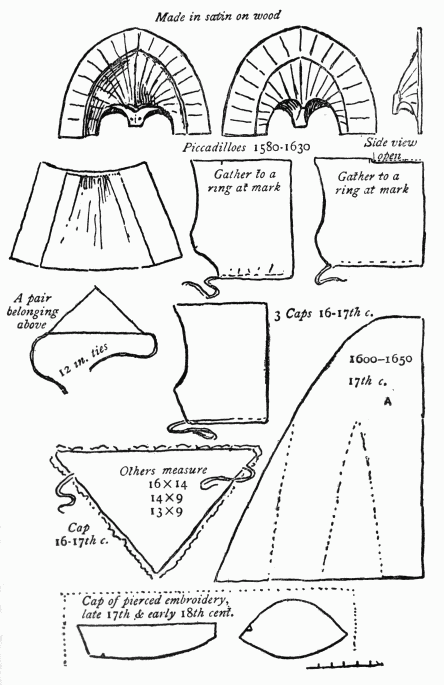 Made in satin on wood
Piccadilloes 1580-1630
Side view
open
Gather to a
ring at mark
Gather to a
ring at mark
A pair
belonging
above
12 in. ties
3 Caps 16-17th c.
1600-1650
17th c.
A
Others measure
16×14
14×9
13×9
Cap
16-17th c.
Cap of pierced embroidery,
late 17th & early 18th cent.